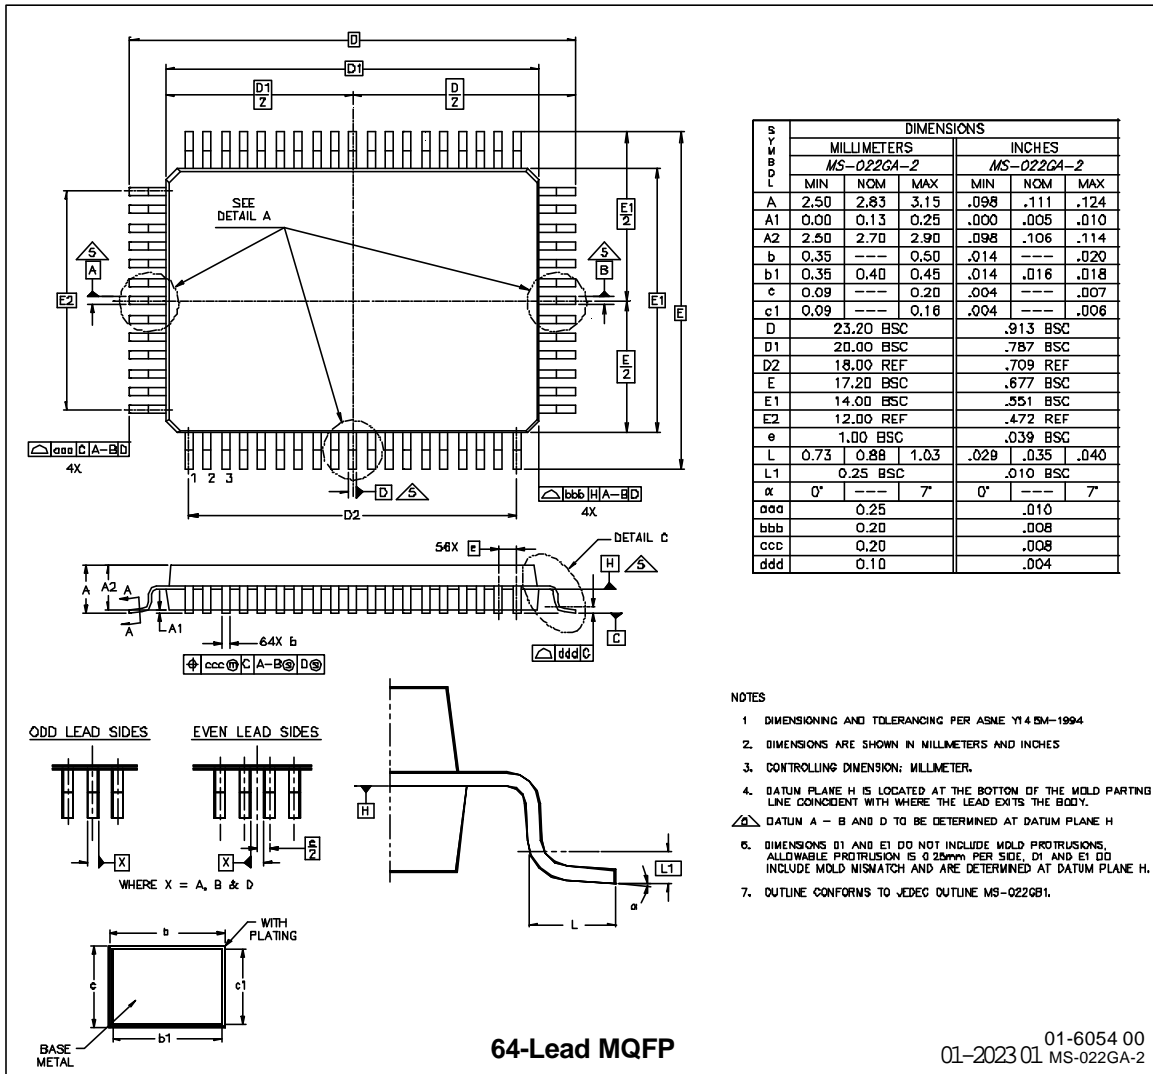 D
D1
D1
2
D
2
SEE
DETAIL A
5
A
5
B
E2
E1
2
E1
E
E
2
aaa C A-B D
4X
1 2 3
D 5
bbb H A-B D
4X
D2
56X e
DETAIL C
H 5
A A2 A
A
A1
64X b
C
ccc M C A-B S D S
ddd C
ODD LEAD SIDES
EVEN LEAD SIDES
X
X
e
2
WHERE X = A, B & D
H
L1
α
L
b
WITH
PLATING
c
c1
BASE
METAL
b1
SYMBOL DIMENSIONS
MILLIMETERS INCHES
MS-022GA-2 MS-022GA-2
MIN NOM MAX MIN NOM MAX
A 2.50 2.83 3.15 .098 .111 .124
A1 0.00 0.13 0.25 .000 .005 .010
A2 2.50 2.70 2.90 .098 .106 .114
b 0.35 --- 0.50 .014 --- .020
b1 0.35 0.40 0.45 .014 .016 .018
c 0.09 --- 0.20 .004 --- .007
c1 0.09 --- 0.16 .004 --- .006
D 23.20 BSC .913 BSC
D1 20.00 BSC .787 BSC
D2 18.00 REF .709 REF
E 17.20 BSC .677 BSC
E1 14.00 BSC .551 BSC
E2 12.00 REF .472 REF
e 1.00 BSC .039 BSC
L 0.73 0.88 1.03 .029 .035 .040
L1 0.25 BSC .010 BSC
α 0° --- 7° 0° --- 7°
aaa 0.25 .010
bbb 0.20 .008
ccc 0.20 .008
ddd 0.10 .004
NOTES
1 DIMENSIONING AND TOLERANCING PER ASME Y14 5M-1994
2. DIMENSIONS ARE SHOWN IN MILLIMETERS AND INCHES
3. CONTROLLING DIMENSION: MILLIMETER.
4. DATUM PLANE H IS LOCATED AT THE BOTTOM OF THE MOLD PARTING
LINE COINCIDENT WITH WHERE THE LEAD EXITS THE BODY.
DATUM A - B AND D TO BE DETERMINED AT DATUM PLANE H
6. DIMENSIONS D1 AND E1 DO NOT INCLUDE MOLD PROTRUSIONS,
ALLOWABLE PROTRUSION IS 0 25mm PER SIDE, D1 AND E1 DO
INCLUDE MOLD MISMATCH AND ARE DETERMINED AT DATUM PLANE H.
7. OUTLINE CONFORMS TO JEDEC OUTLINE MS-022GB1.
64-Lead MQFP
01-6054 00
01-2023 01 MS-022GA-2